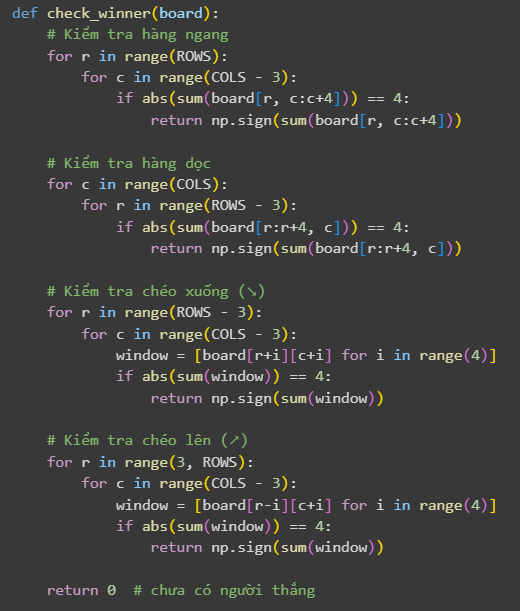 def check_winner(board):
    # Kiểm tra hàng ngang
    for r in range(ROWS):
        for c in range(COLS - 3):
            if abs(sum(board[r, c:c+4])) == 4:
                return np.sign(sum(board[r, c:c+4]))

    # Kiểm tra hàng dọc
    for c in range(COLS):
        for r in range(ROWS - 3):
            if abs(sum(board[r:r+4, c])) == 4:
                return np.sign(sum(board[r:r+4, c]))

    # Kiểm tra chéo xuống (↘)
    for r in range(ROWS - 3):
        for c in range(COLS - 3):
            window = [board[r+i][c+i] for i in range(4)]
            if abs(sum(window)) == 4:
                return np.sign(sum(window))

    # Kiểm tra chéo lên (↗)
    for r in range(3, ROWS):
        for c in range(COLS - 3):
            window = [board[r-i][c+i] for i in range(4)]
            if abs(sum(window)) == 4:
                return np.sign(sum(window))

    return 0  # chưa có người thắng